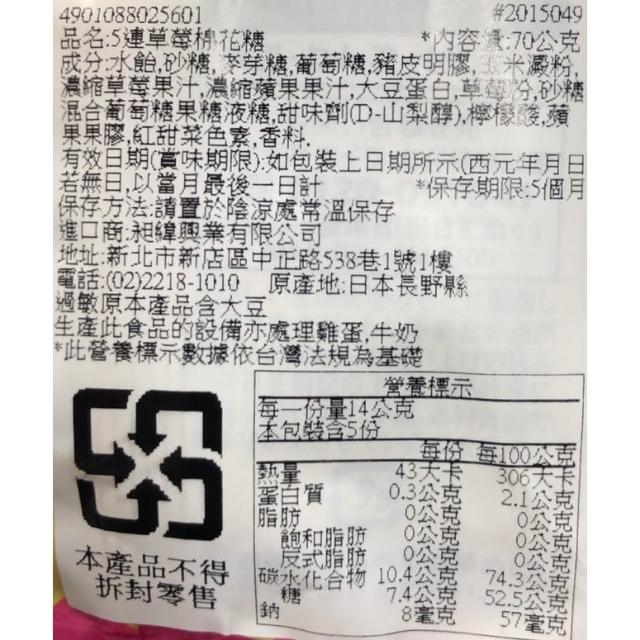 4901088025601 #2015049
品名:5連草莓棉花糖 *內容量:70公克
成分:水飴,砂糖,麥芽糖,葡萄糖,豬皮明膠,玉米澱粉,
濃縮草莓果汁,濃縮蘋果果汁,大豆蛋白,草莓粉,砂糖
混合葡萄糖果糖液糖,甜味劑(D-山梨醇),檸檬酸,蘋
果果膠,紅甜菜色素,香料.
有效日期(賞味期限):如包裝上日期所示(西元年月日
若無日,以當月最後一日計 *保存期限:5個月
保存方法:請置於陰涼處常溫保存
進口商:昶緯興業有限公司
地址:新北市新店區中正路538巷1號1樓
電話:(02)2218-1010 原產地:日本長野縣
過敏原本產品含大豆
生產此食品的設備亦處理雞蛋,牛奶
*此營養標示數據依台灣法規為基礎
本產品不得
拆封零售
營養標示
每一份量14公克
本包裝含5份
每份 每100公克
熱量 43大卡 306大卡
蛋白質 0.3公克 2.1公克
脂肪 0公克 0公克
飽和脂肪 0公克 0公克
反式脂肪 0公克 0公克
碳水化合物 10.4公克 74.3公克
糖 7.4公克 52.5公克
鈉 8毫克 57毫克